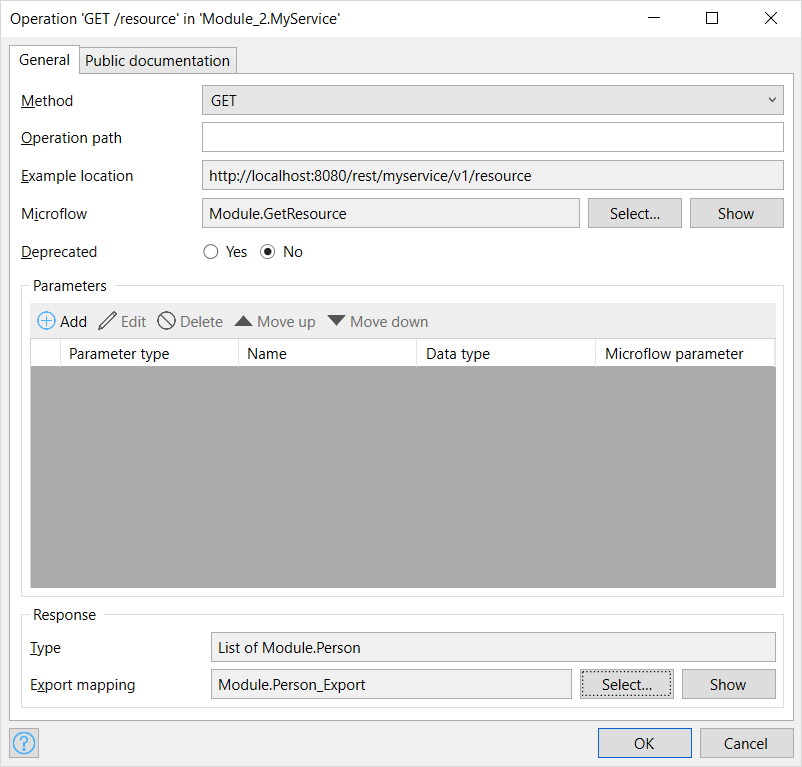 Operation 'GET /resource' in 'Module_2.MyService'
General Public documentation
Method GET
Operation path
Example location http://localhost:8080/rest/myservice/v1/resource
Microflow Module.GetResource Select... Show
Deprecated Yes No
Parameters
Add Edit Delete Move up Move down
Parameter type Name Data type Microflow parameter
Response
Type List of Module.Person
Export mapping Module.Person_Export Select... Show
? OK Cancel